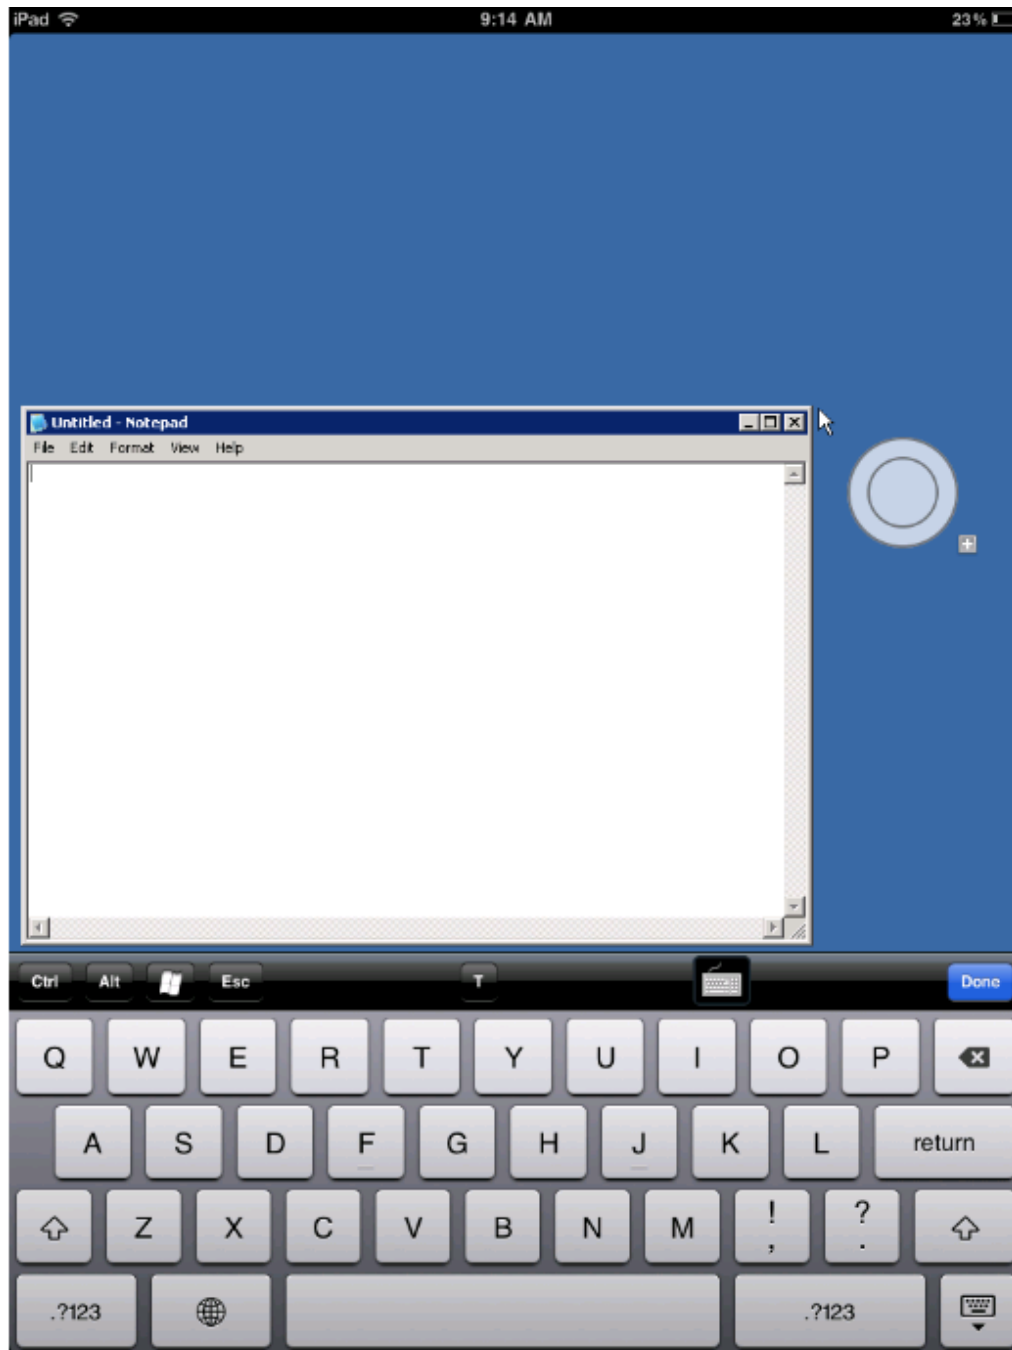 iPad 9:14 AM 23%
Untitled - Notepad
File Edit Format View Help
Ctrl Alt Esc T Done
Q W E R T Y U I O P
A S D F G H J K L return
Z X C V B N M ! , ? .
.?123 .?123